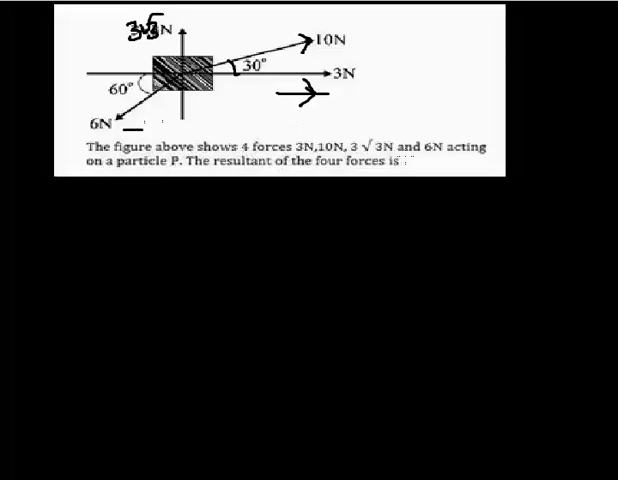 3√3N
10N
30°
3N
60°
6N
The figure above shows 4 forces 3N,10N, 3 √ 3N and 6N acting
on a particle P. The resultant of the four forces is